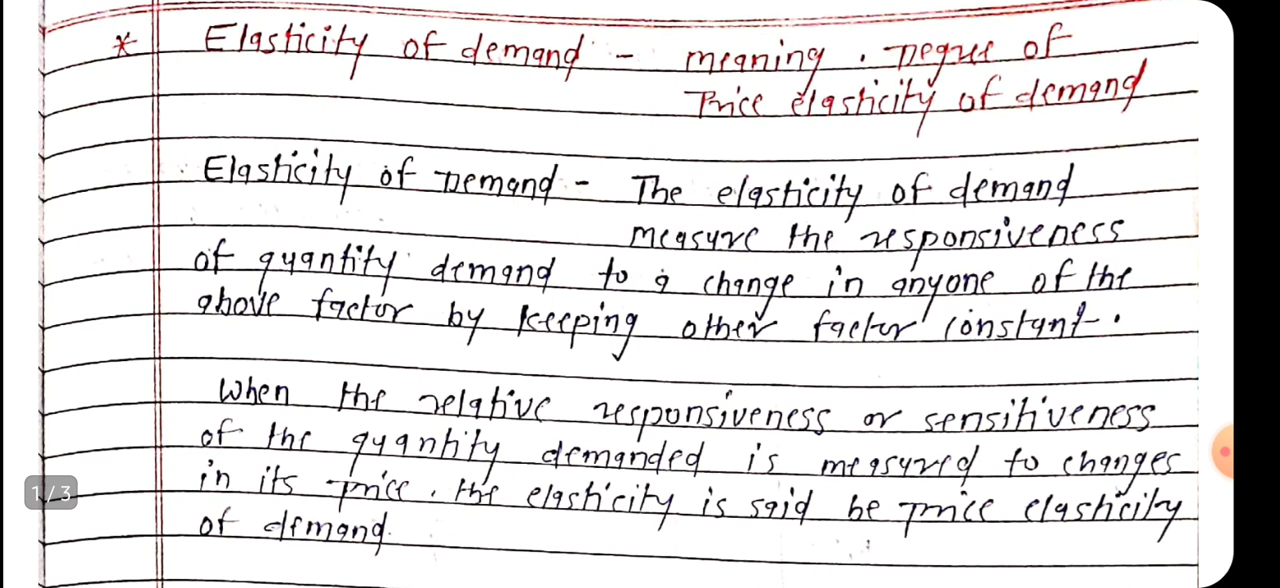 * Elasticity of demand - meaning, Degree of
Price elasticity of demand
Elasticity of Demand - The elasticity of demand
measure the responsiveness
of quantity demand to a change in anyone of the
above factor by keeping other factor constant.
When the relative responsiveness or sensitiveness
of the quantity demanded is measured to changes
in its price, the elasticity is said be price elasticity
of demand.
1/3